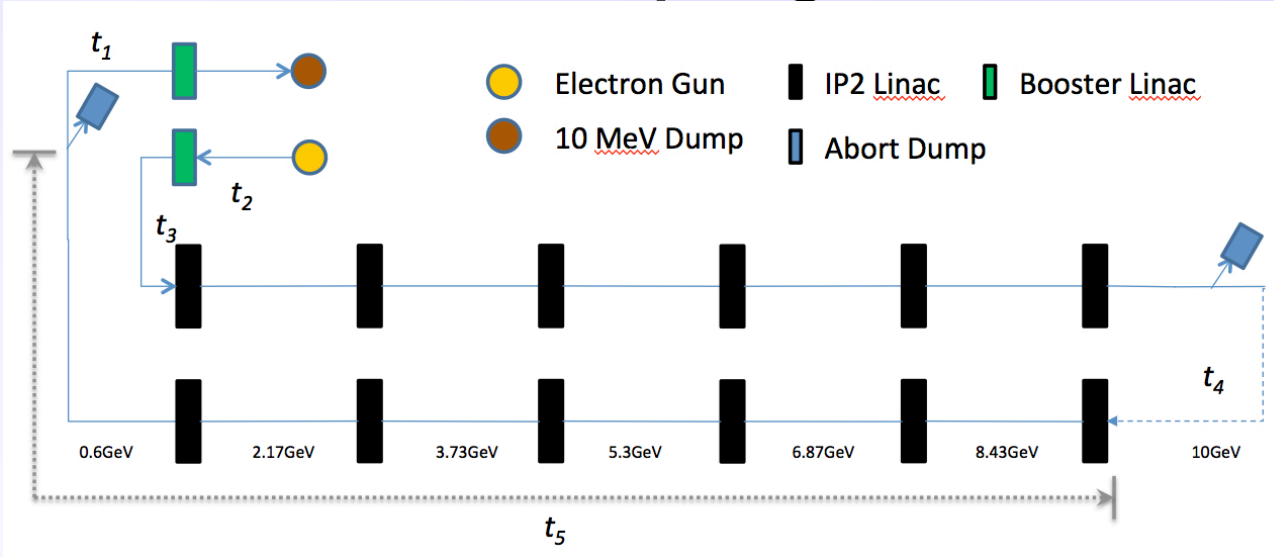 t1
Electron Gun
IP2 Linac
Booster Linac
10 MeV Dump
Abort Dump
t2
t3
t4
0.6GeV
2.17GeV
3.73GeV
5.3GeV
6.87GeV
8.43GeV
10GeV
t5